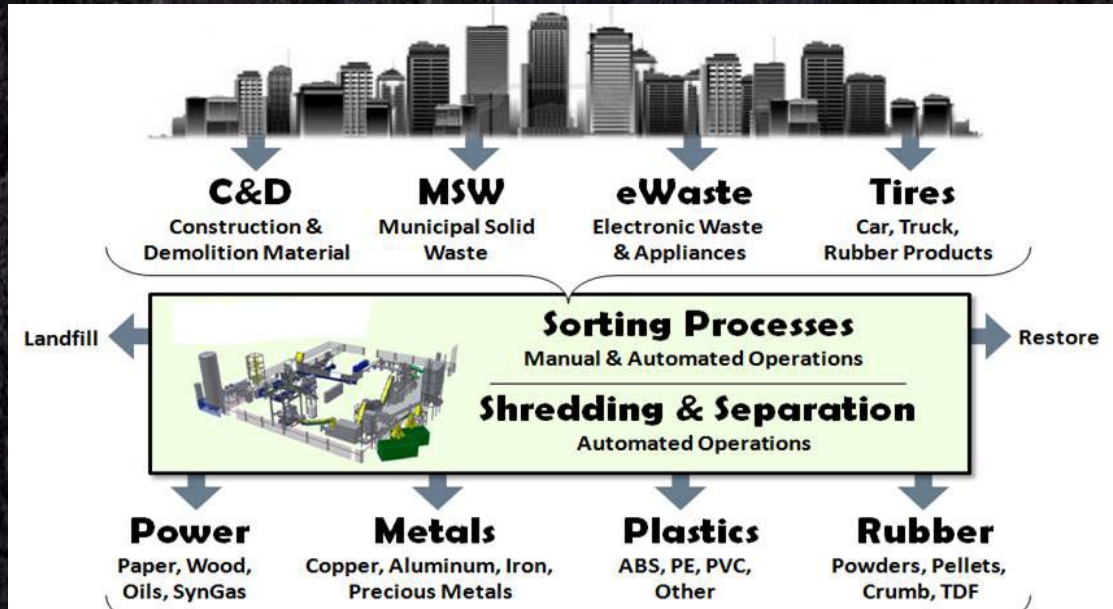 C&D
Construction &
Demolition Material
MSW
Municipal Solid
Waste
eWaste
Electronic Waste
& Appliances
Tires
Car, Truck,
Rubber Products
Landfill
Sorting Processes
Manual & Automated Operations
Shredding & Separation
Automated Operations
Restore
Power
Paper, Wood,
Oils, SynGas
Metals
Copper, Aluminum, Iron,
Precious Metals
Plastics
ABS, PE, PVC,
Other
Rubber
Powders, Pellets,
Crumb, TDF